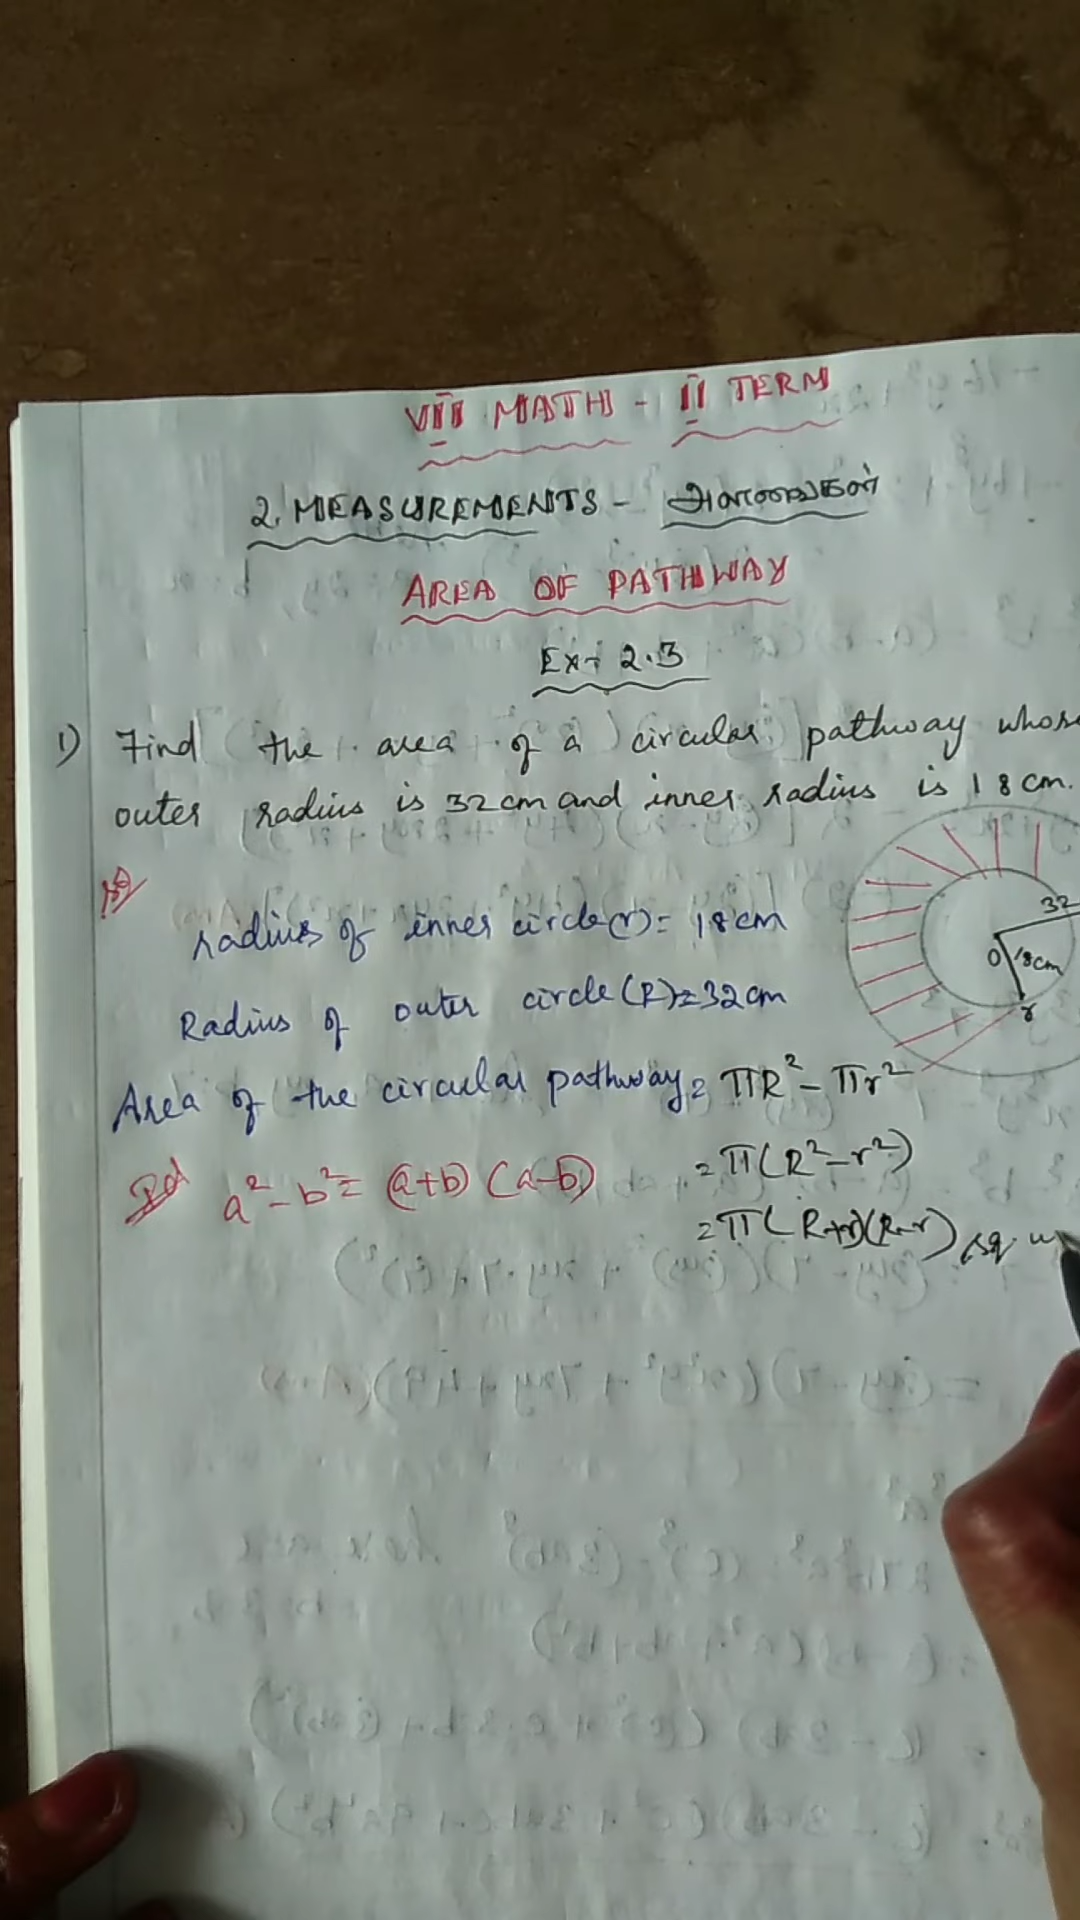 VII MATH - II TERM
2. MEASUREMENTS - அளவைகள்
AREA OF PATHWAY
Ex - 2.3
1) Find the area of a circular pathway whose
outer radius is 32 cm and inner radius is 18 cm.
radius of inner circle (r) = 18 cm
Radius of outer circle (R) = 32 cm
32
O 18cm
r
Area of the circular pathway = πR² - πr²
= π(R² - r²)
a² - b² = (a+b) (a-b)
= π(R+r)(R-r) sq. u